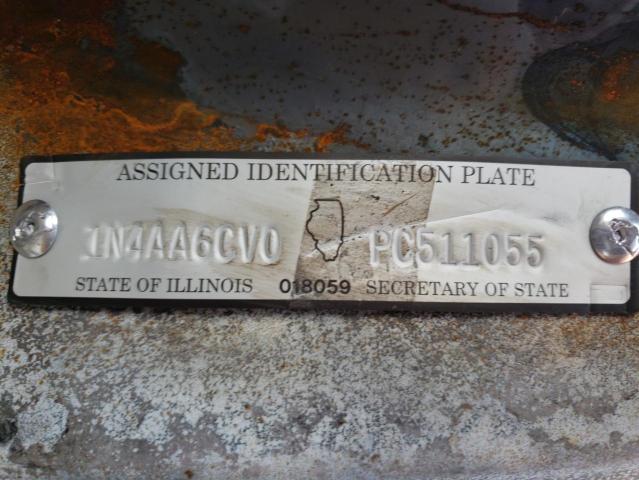 ASSIGNED IDENTIFICATION PLATE
1N4AA6CV0 PC511055
STATE OF ILLINOIS 018059 SECRETARY OF STATE